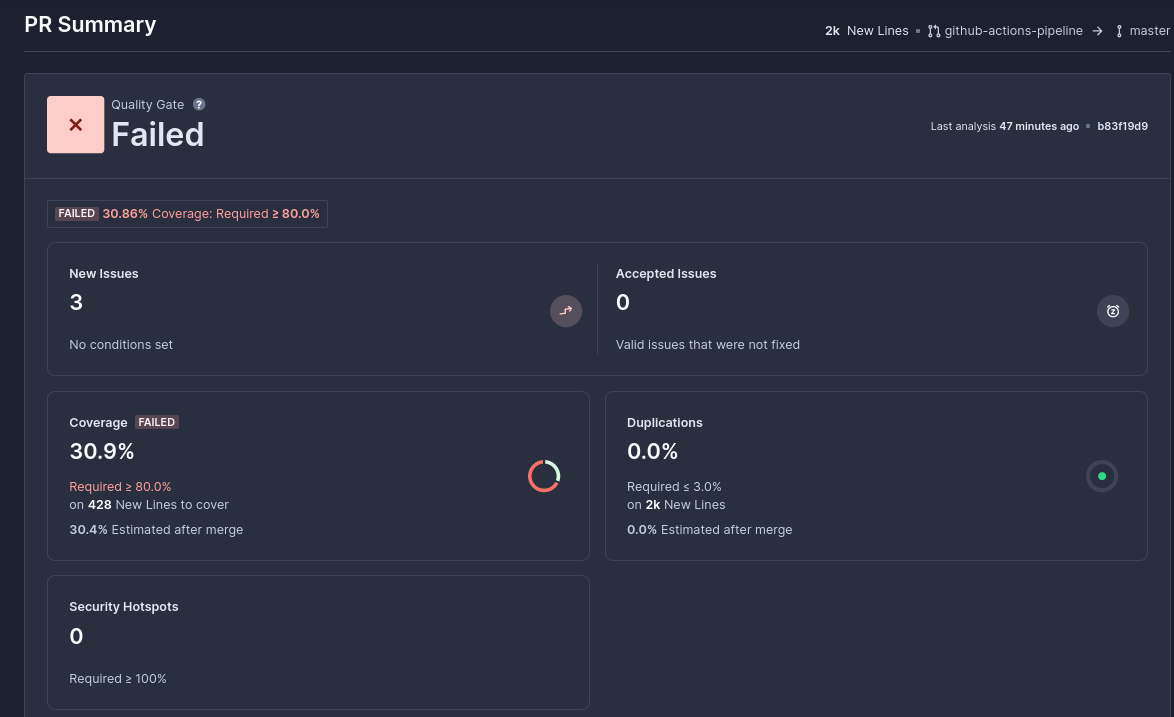 PR Summary
2k New Lines • github-actions-pipeline → master
Quality Gate ?
Failed
Last analysis 47 minutes ago • b83f19d9
FAILED 30.86% Coverage: Required ≥ 80.0%
New Issues
3
No conditions set
Accepted Issues
0
Valid issues that were not fixed
Coverage FAILED
30.9%
Required ≥ 80.0%
on 428 New Lines to cover
30.4% Estimated after merge
Duplications
0.0%
Required ≤ 3.0%
on 2k New Lines
0.0% Estimated after merge
Security Hotspots
0
Required ≥ 100%